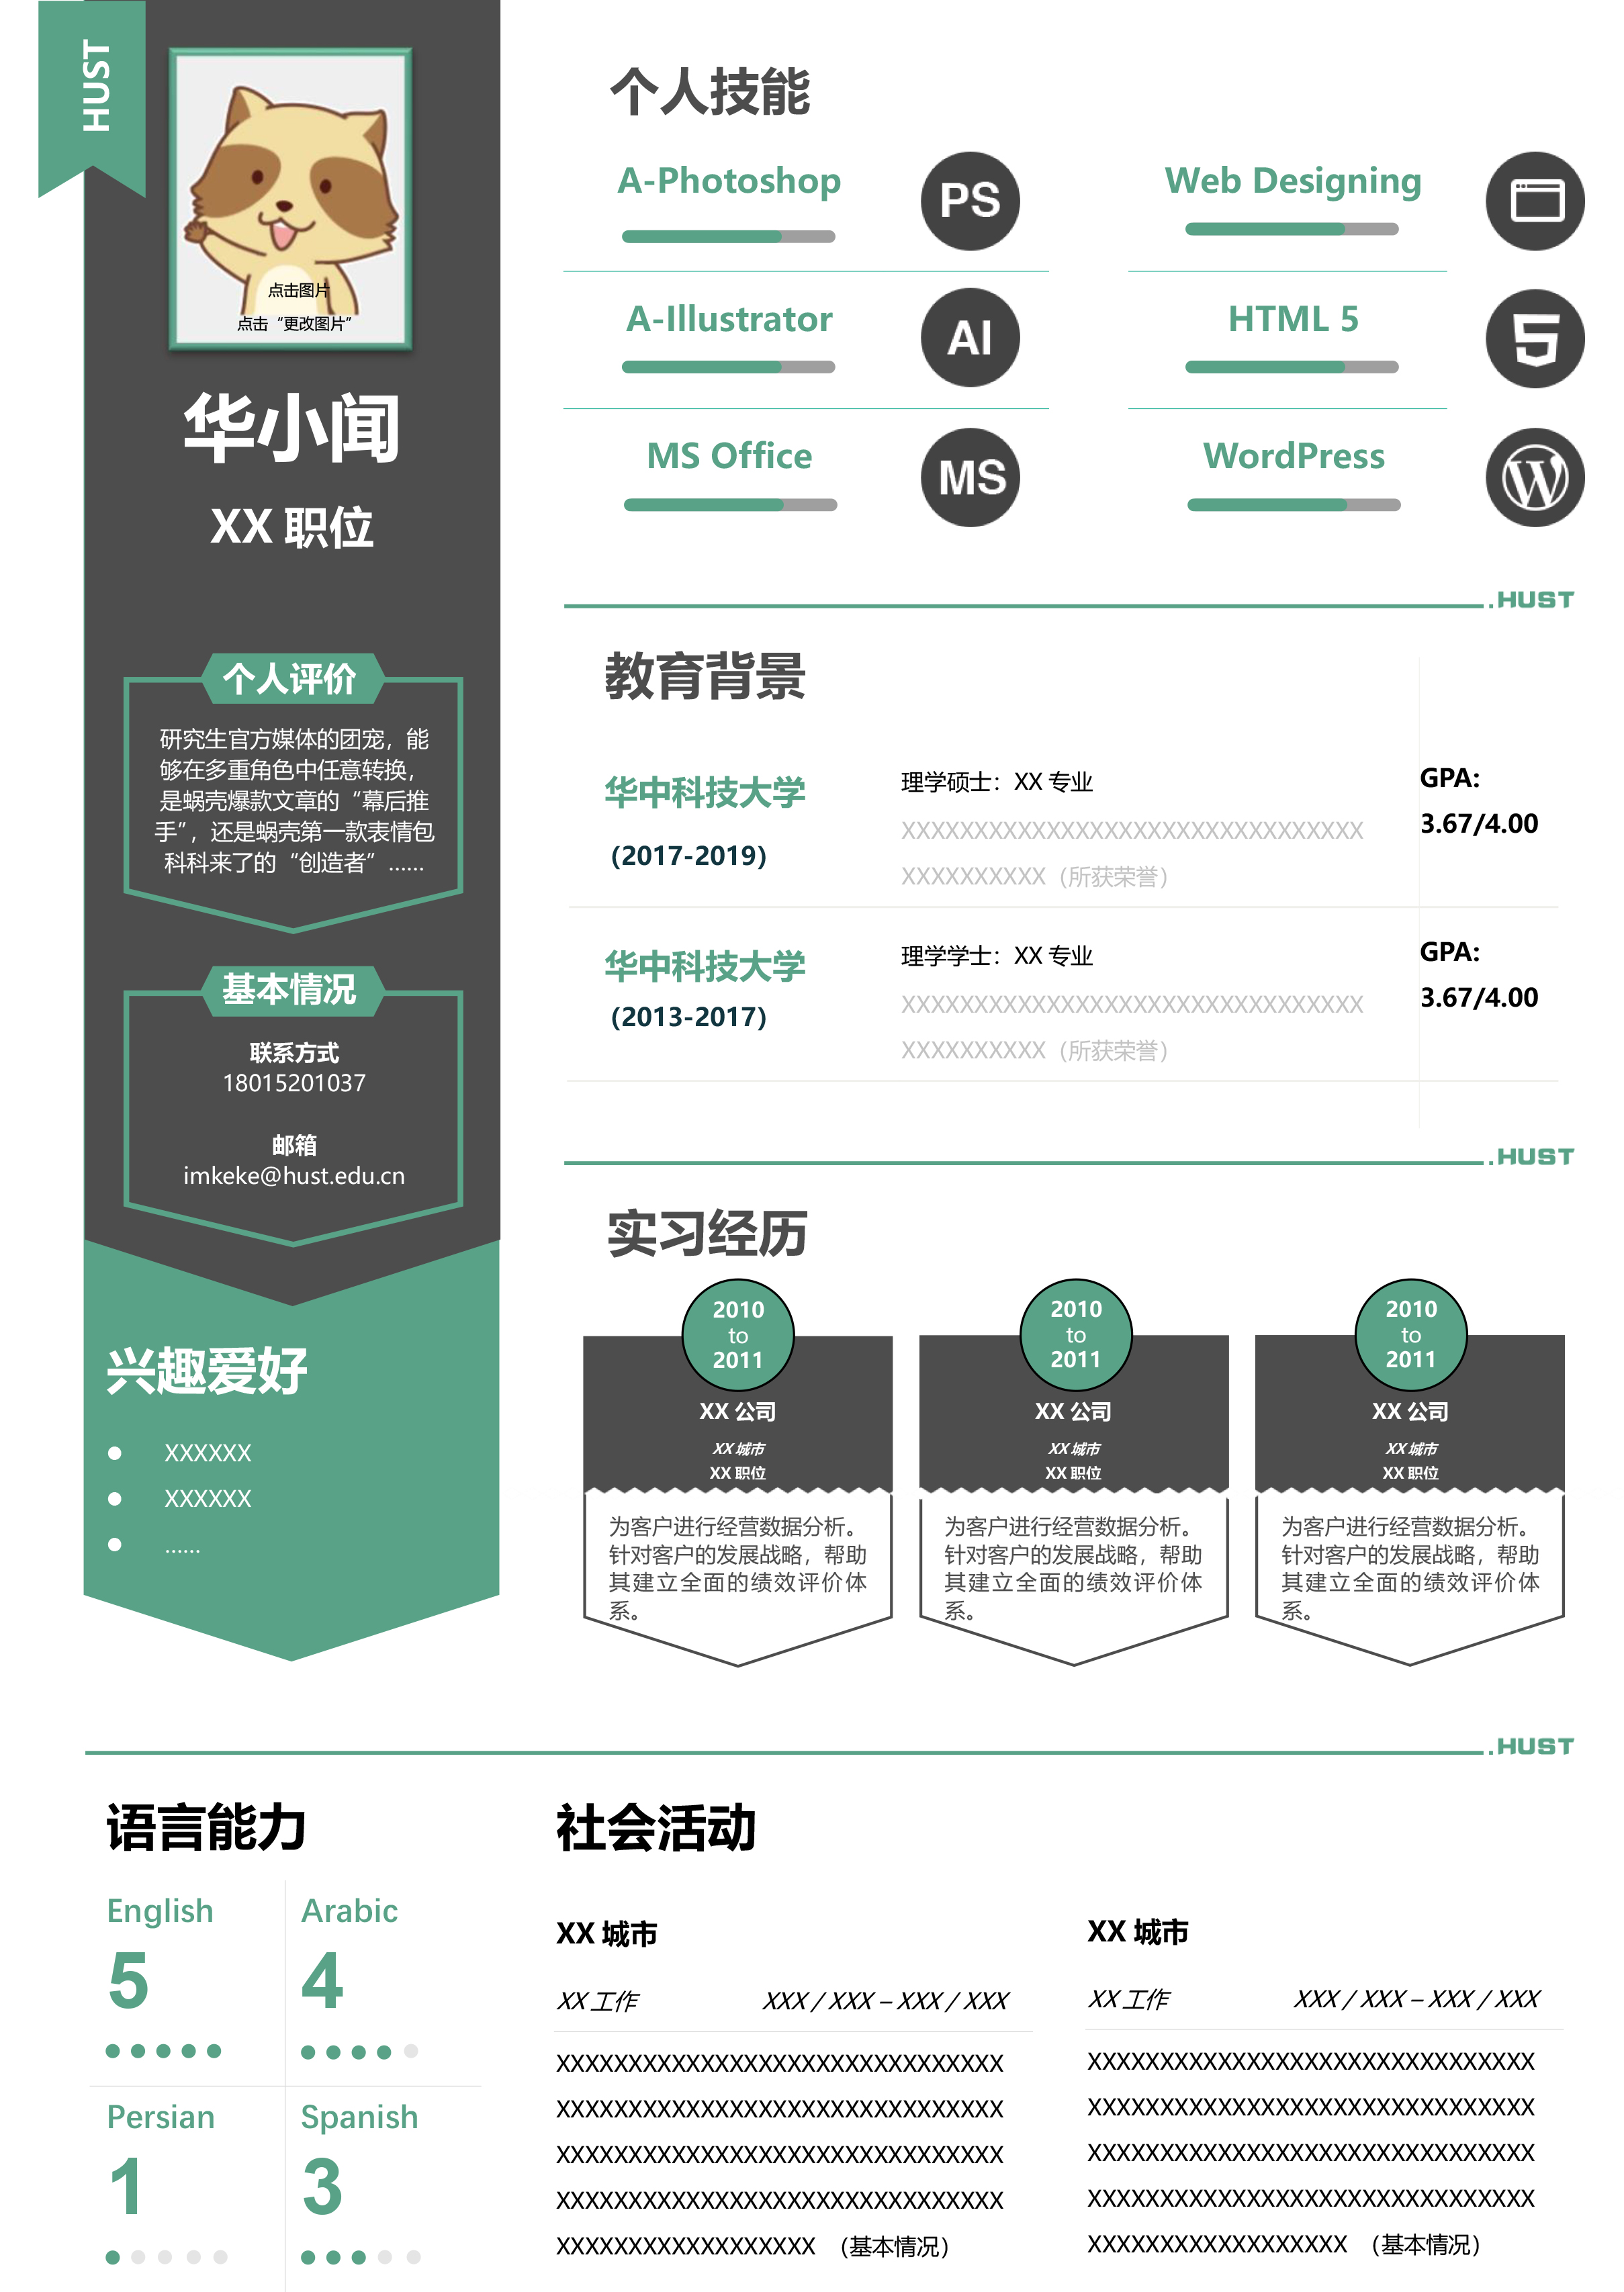 HUST
点击图片
点击“更改图片”
华小闻
XX 职位
个人评价
研究生官方媒体的团宠，能
够在多重角色中任意转换，
是蜗壳爆款文章的“幕后推
手”，还是蜗壳第一款表情包
科科来了的“创造者”……
基本情况
联系方式
18015201037
邮箱
imkeke@hust.edu.cn
兴趣爱好
XXXXXX
XXXXXX
……
个人技能
A-Photoshop
PS
Web Designing
A-Illustrator
AI
HTML 5
5
MS Office
MS
WordPress
W
.HUST
教育背景
华中科技大学
（2017-2019）
理学硕士：XX 专业
XXXXXXXXXXXXXXXXXXXXXXXXXXXXXXXX
XXXXXXXXXX（所获荣誉）
GPA:
3.67/4.00
华中科技大学
（2013-2017）
理学学士：XX 专业
XXXXXXXXXXXXXXXXXXXXXXXXXXXXXXXX
XXXXXXXXXX（所获荣誉）
GPA:
3.67/4.00
.HUST
实习经历
2010
to
2011
XX 公司
XX 城市
XX 职位
为客户进行经营数据分析。
针对客户的发展战略，帮助
其建立全面的绩效评价体
系。
2010
to
2011
XX 公司
XX 城市
XX 职位
为客户进行经营数据分析。
针对客户的发展战略，帮助
其建立全面的绩效评价体
系。
2010
to
2011
XX 公司
XX 城市
XX 职位
为客户进行经营数据分析。
针对客户的发展战略，帮助
其建立全面的绩效评价体
系。
.HUST
语言能力
English
5
Arabic
4
Persian
1
Spanish
3
社会活动
XX 城市
XX 工作 XXX / XXX – XXX / XXX
XXXXXXXXXXXXXXXXXXXXXXXXXXXXXXX
XXXXXXXXXXXXXXXXXXXXXXXXXXXXXXX
XXXXXXXXXXXXXXXXXXXXXXXXXXXXXXX
XXXXXXXXXXXXXXXXXXXXXXXXXXXXXXX
XXXXXXXXXXXXXXXXXX （基本情况）
XX 城市
XX 工作 XXX / XXX – XXX / XXX
XXXXXXXXXXXXXXXXXXXXXXXXXXXXXXX
XXXXXXXXXXXXXXXXXXXXXXXXXXXXXXX
XXXXXXXXXXXXXXXXXXXXXXXXXXXXXXX
XXXXXXXXXXXXXXXXXXXXXXXXXXXXXXX
XXXXXXXXXXXXXXXXXX （基本情况）